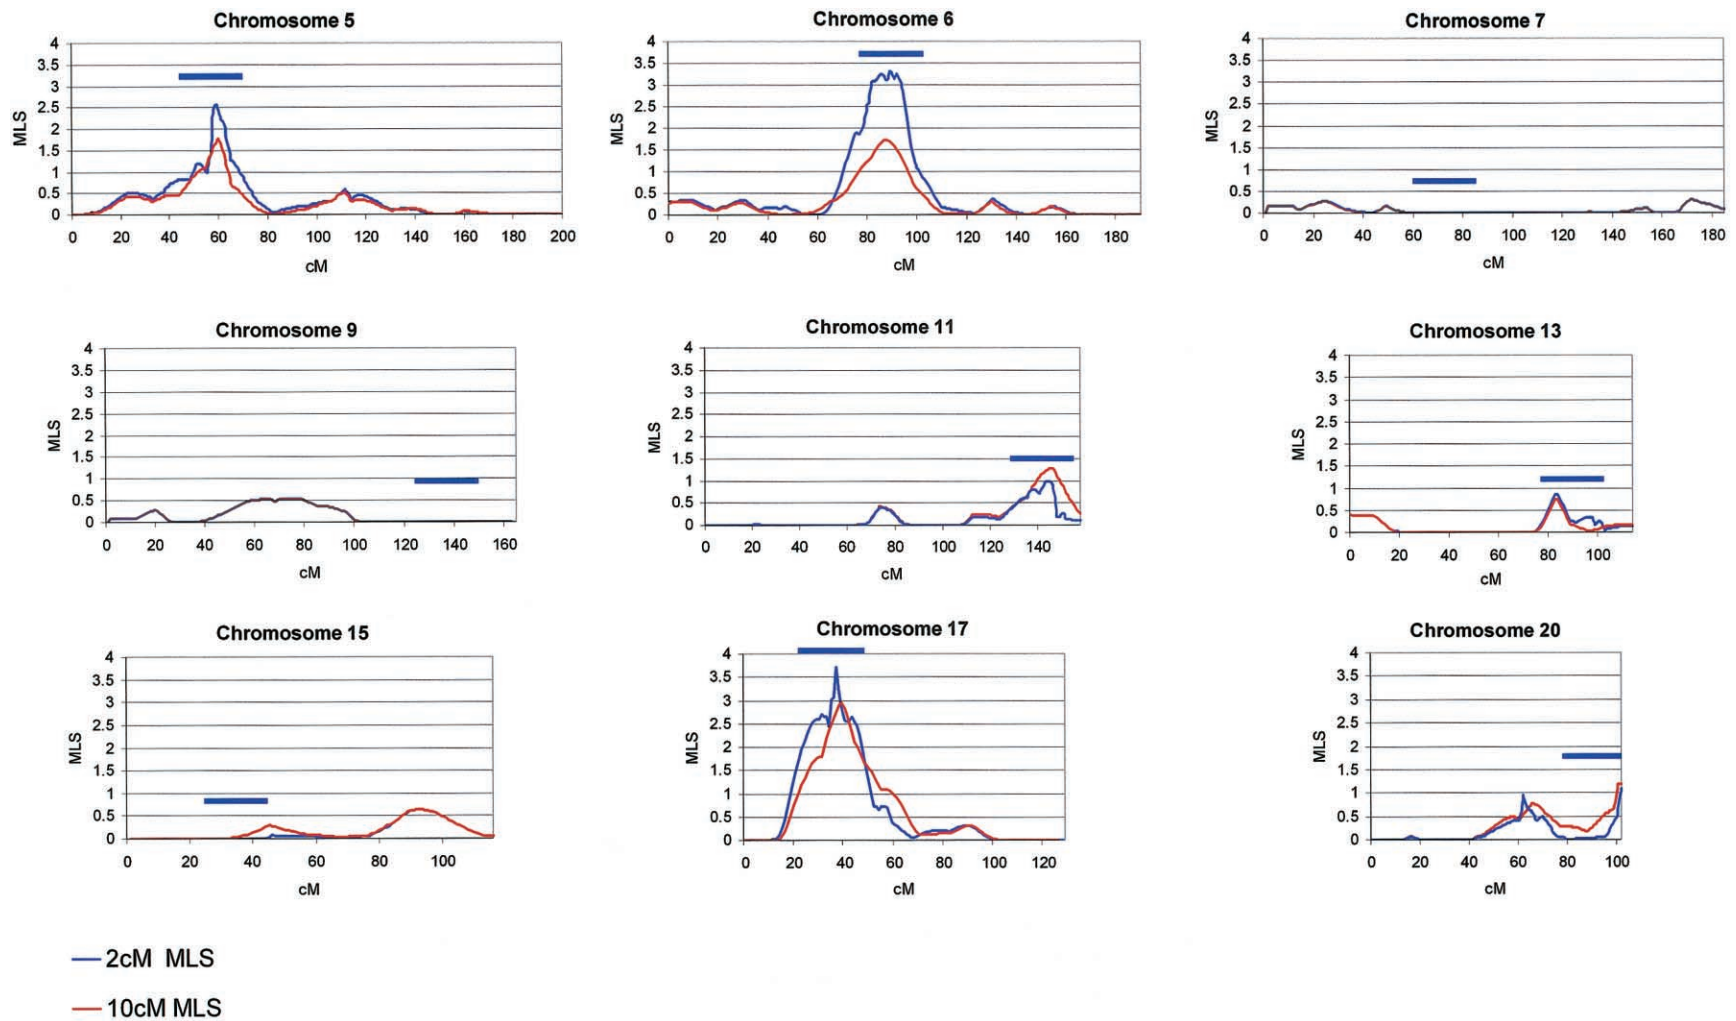 Chromosome 5
4
3.5
3
2.5
2
1.5
1
0.5
0
MLS
0 20 40 60 80 100 120 140 160 180 200
cM
Chromosome 6
4
3.5
3
2.5
2
1.5
1
0.5
0
MLS
0 20 40 60 80 100 120 140 160 180
cM
Chromosome 7
4
3.5
3
2.5
2
1.5
1
0.5
0
MLS
0 20 40 60 80 100 120 140 160 180
cM
Chromosome 9
4
3.5
3
2.5
2
1.5
1
0.5
0
MLS
0 20 40 60 80 100 120 140 160
cM
Chromosome 11
4
3.5
3
2.5
2
1.5
1
0.5
0
MLS
0 20 40 60 80 100 120 140
cM
Chromosome 13
4
3.5
3
2.5
2
1.5
1
0.5
0
MLS
0 20 40 60 80 100
cM
Chromosome 15
4
3.5
3
2.5
2
1.5
1
0.5
0
MLS
0 20 40 60 80 100
cM
Chromosome 17
4
3.5
3
2.5
2
1.5
1
0.5
0
MLS
0 20 40 60 80 100 120
cM
Chromosome 20
4
3.5
3
2.5
2
1.5
1
0.5
0
MLS
0 20 40 60 80 100
cM
2cM MLS
10cM MLS